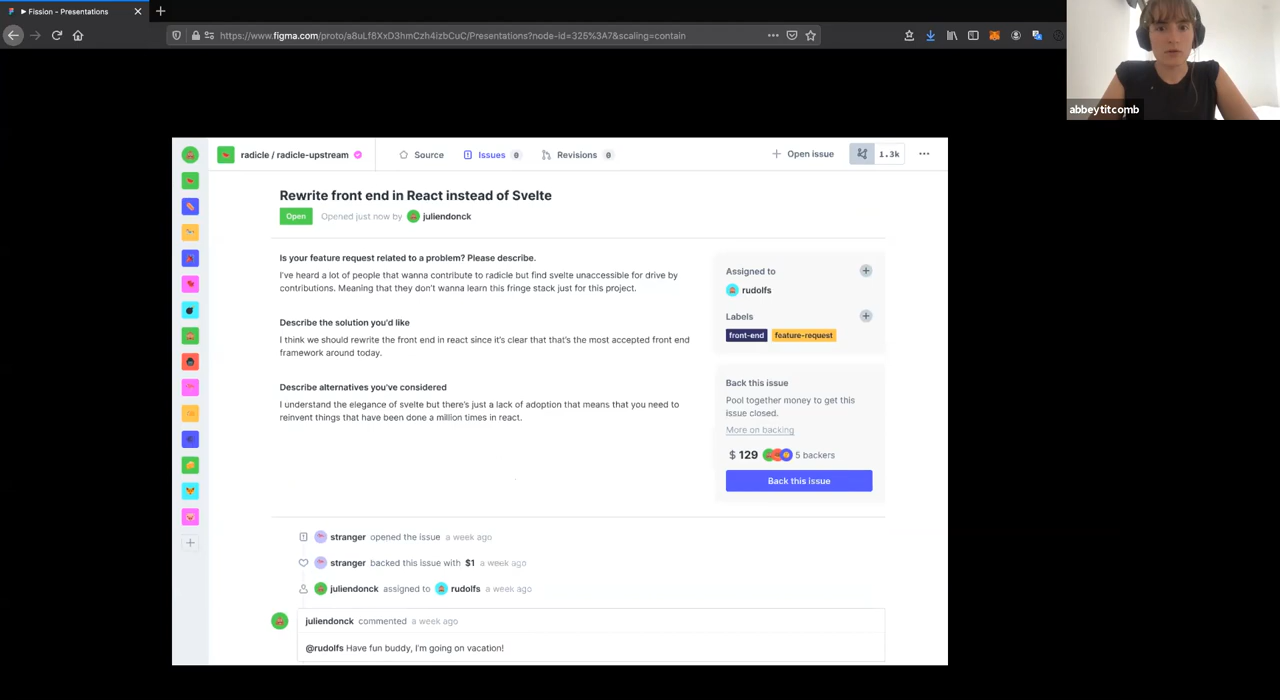 Fission – Presentations
https://www.figma.com/proto/a8uLf8XxD3hmCzh4izbCuC/Presentations?node-id=325%3A7&scaling=contain
abbeytitcomb
radicle / radicle-upstream
Source
Issues 0
Revisions 0
Open issue
1.3k
Rewrite front end in React instead of Svelte
Open Opened just now by juliendonck
Is your feature request related to a problem? Please describe.
I've heard a lot of people that wanna contribute to radicle but find svelte unaccessible for drive by
contributions. Meaning that they don't wanna learn this fringe stack just for this project.
Describe the solution you'd like
I think we should rewrite the front end in react since it's clear that that's the most accepted front end
framework around today.
Describe alternatives you've considered
I understand the elegance of svelte but there's just a lack of adoption that means that you need to
reinvent things that have been done a million times in react.
Assigned to
rudolfs
Labels
front-end feature-request
Back this issue
Pool together money to get this
issue closed.
More on backing
$ 129 5 backers
Back this issue
stranger opened the issue a week ago
stranger backed this issue with $1 a week ago
juliendonck assigned to rudolfs a week ago
juliendonck commented a week ago
@rudolfs Have fun buddy, I'm going on vacation!